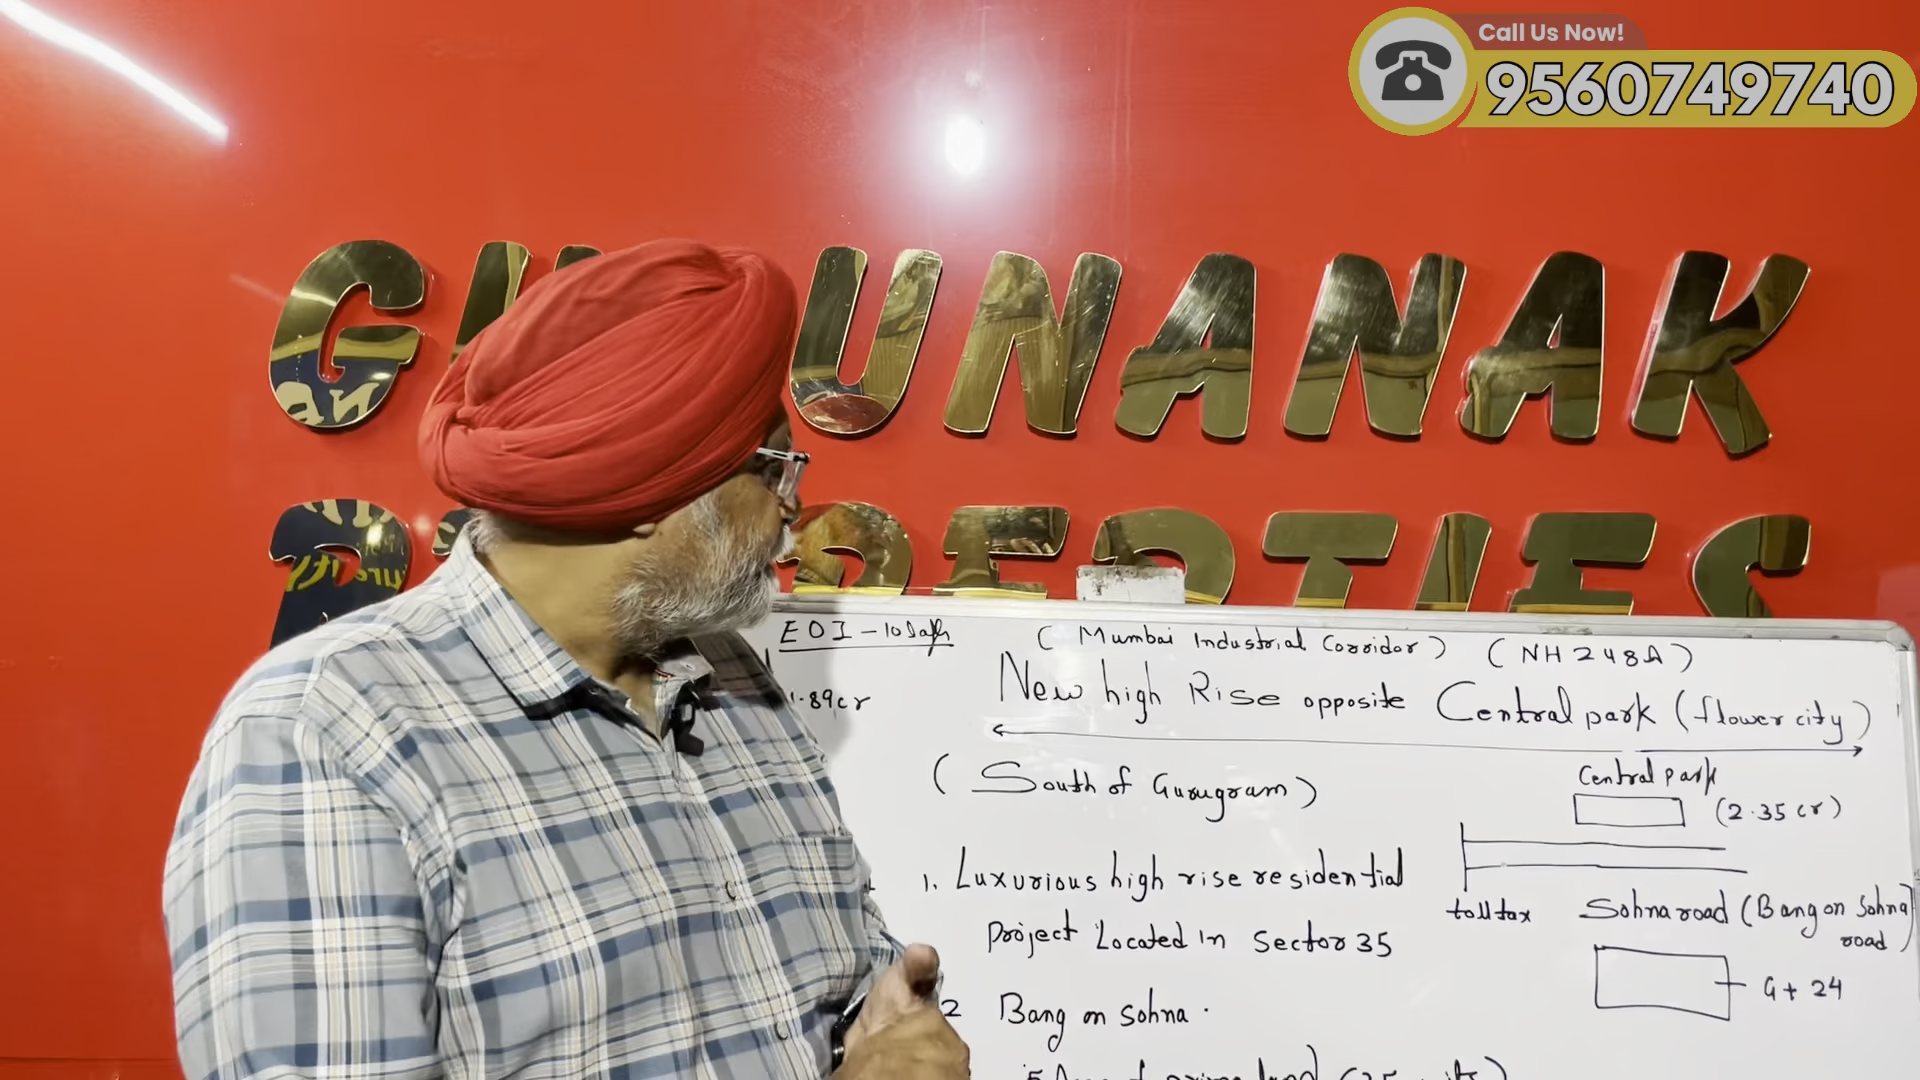 Call Us Now!
9560749740
GU UNANAK
PERTIES
EOI - 10 Lakh
(Mumbai Industrial Corridor) (NH 248A)
.89 cr
New high Rise opposite Central park (flower city)
(South of Gurugram)
Central park
(2.35 cr)
1. Luxurious high rise residential
project Located in Sector 35
toll tax
Sohna road (Bang on Sohna
road)
G + 24
2 Bang on Sohna.